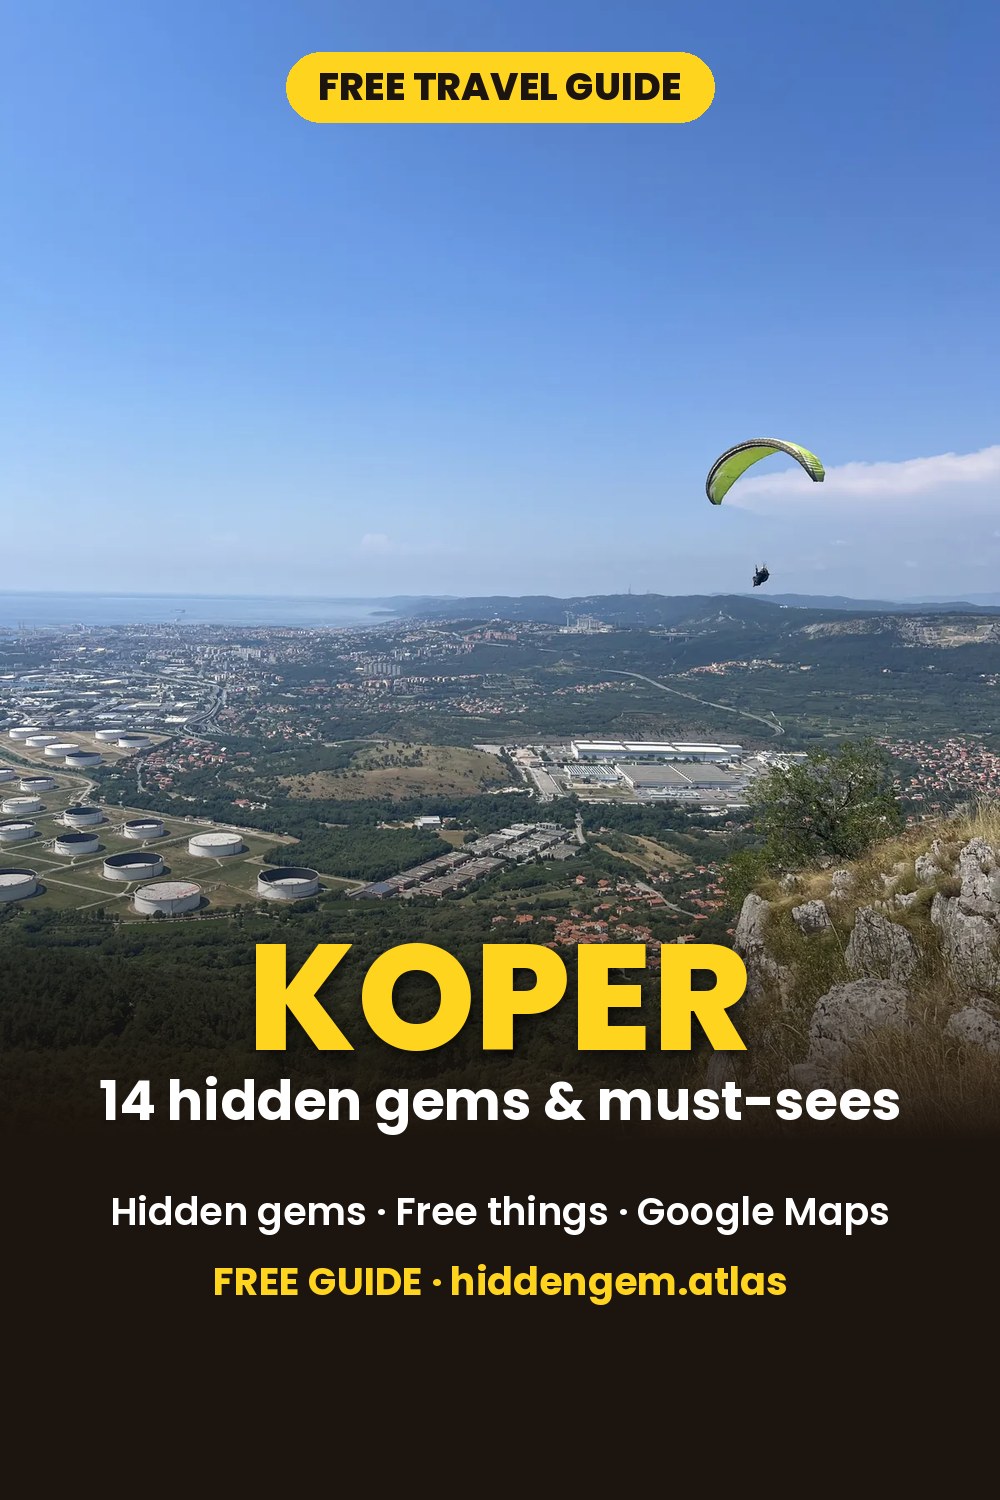 FREE TRAVEL GUIDE
KOPER
14 hidden gems & must-sees
Hidden gems · Free things · Google Maps
FREE GUIDE · hiddengem.atlas